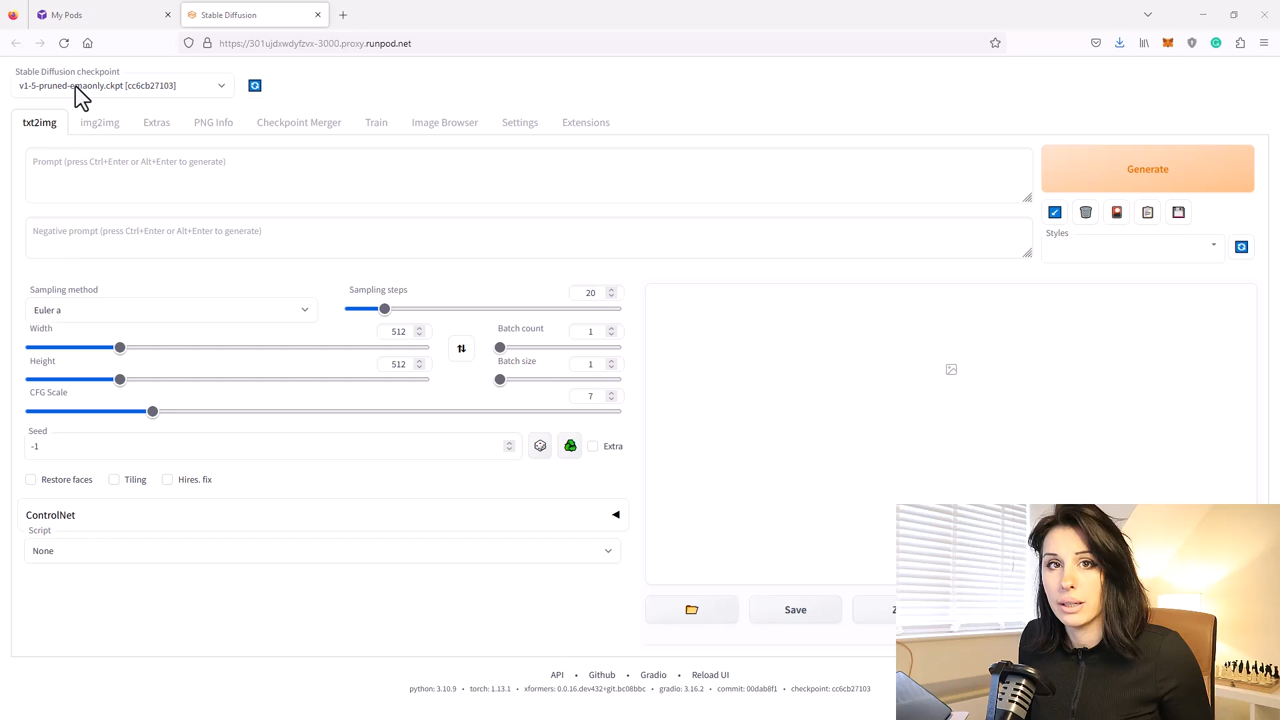 My Pods
Stable Diffusion
https://301ujdxwdyfzvx-3000.proxy.runpod.net
Stable Diffusion checkpoint
v1-5-pruned-emaonly.ckpt [cc6cb27103]
txt2img
img2img
Extras
PNG Info
Checkpoint Merger
Train
Image Browser
Settings
Extensions
Prompt (press Ctrl+Enter or Alt+Enter to generate)
Generate
Negative prompt (press Ctrl+Enter or Alt+Enter to generate)
Styles
Sampling method
Euler a
Sampling steps
20
Width
512
Batch count
1
Height
512
Batch size
1
CFG Scale
7
Seed
-1
Extra
Restore faces
Tiling
Hires. fix
ControlNet
Script
None
Save
API • Github • Gradio • Reload UI
python: 3.10.9 • torch: 1.13.1 • xformers: 0.0.16.dev432+git.bc08bbc • gradio: 3.16.2 • commit: 00dab8f1 • checkpoint: cc6cb27103